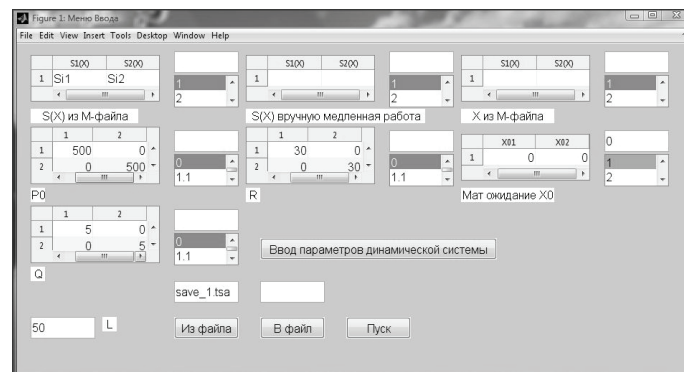 Figure 1: Меню Ввода
File Edit View Insert Tools Desktop Window Help
S1(X) S2(X)
1 Si1 Si2
1
2
S(X) из М-файла
S1(X) S2(X)
1
1
2
S(X) вручную медленная работа
S1(X) S2(X)
1
1
2
X из М-файла
1 2
1 500 0
2 0 500
0
1.1
P0
1 2
1 30 0
2 0 30
0
1.1
R
X01 X02
1 0 0
0
1
2
Мат ожидание X0
1 2
1 5 0
2 0 5
0
1.1
Q
Ввод параметров динамической системы
save_1.tsa
50
L
Из файла
В файл
Пуск